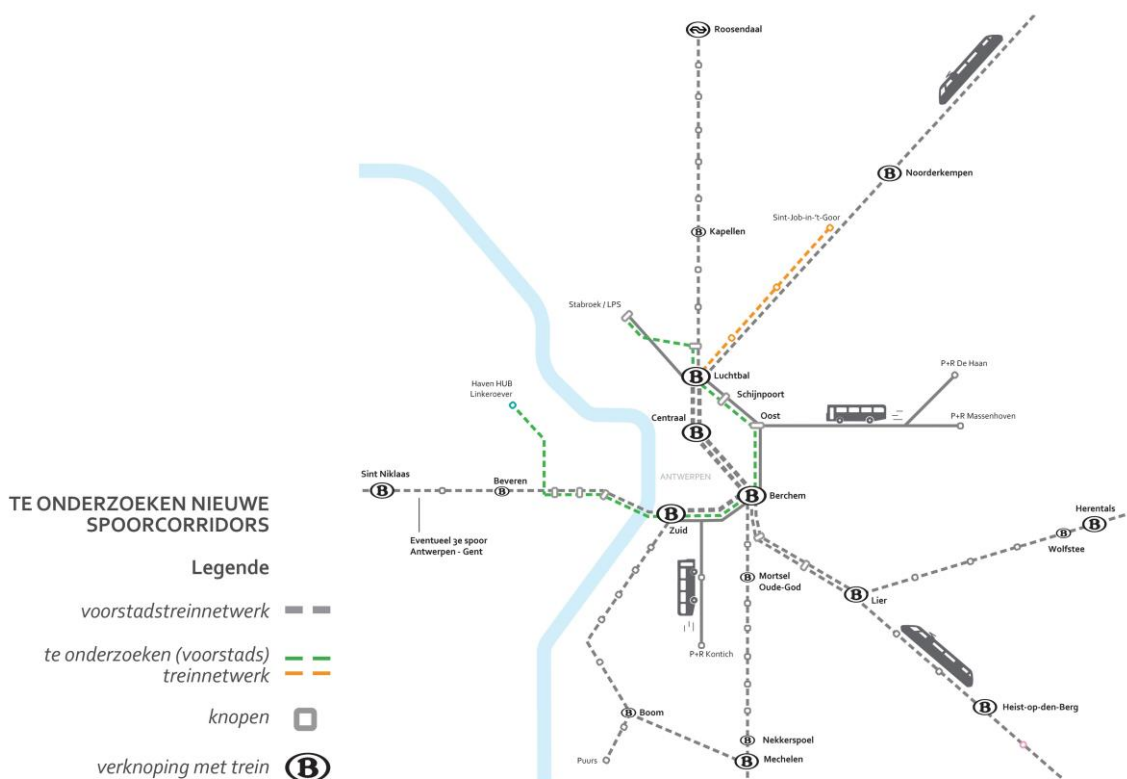 Roosendaal
Noorderkempen
Sint-Job-in-'t-Goor
Kapellen
Stabroek / LPS
Luchtbal
P+R De Haan
Schijnpoort
Haven HUB
Linkeroever
Centraal
Oost
P+R Massenhoven
Sint Niklaas
Beveren
ANTWERPEN
Berchem
TE ONDERZOEKEN NIEUWE
SPOORCORRIDORS
Zuid
Herentals
Eventueel 3e spoor
Antwerpen - Gent
Wolfstee
Legende
Mortsel
Oude-God
Lier
voorstadstreinnetwerk
te onderzoeken (voorstads)
treinnetwerk
P+R Kontich
knopen
Boom
Heist-op-den-Berg
Nekkerspoel
Puurs
Mechelen
verknoping met trein
B